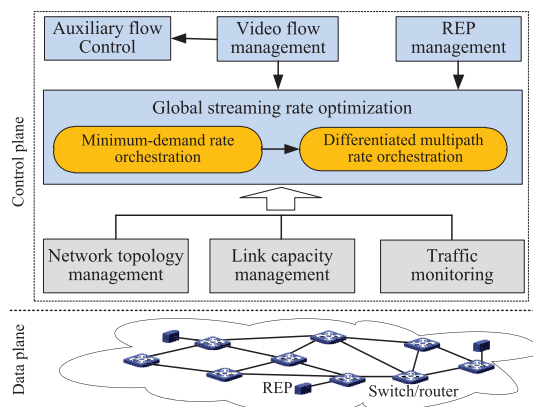 Auxiliary flow
Control
Video flow
management
REP
management
Global streaming rate optimization
Minimum-demand rate
orchestration
Differentiated multipath
rate orchestration
Control plane
Network topology
management
Link capacity
management
Traffic
monitoring
Data plane
REP
Switch/router